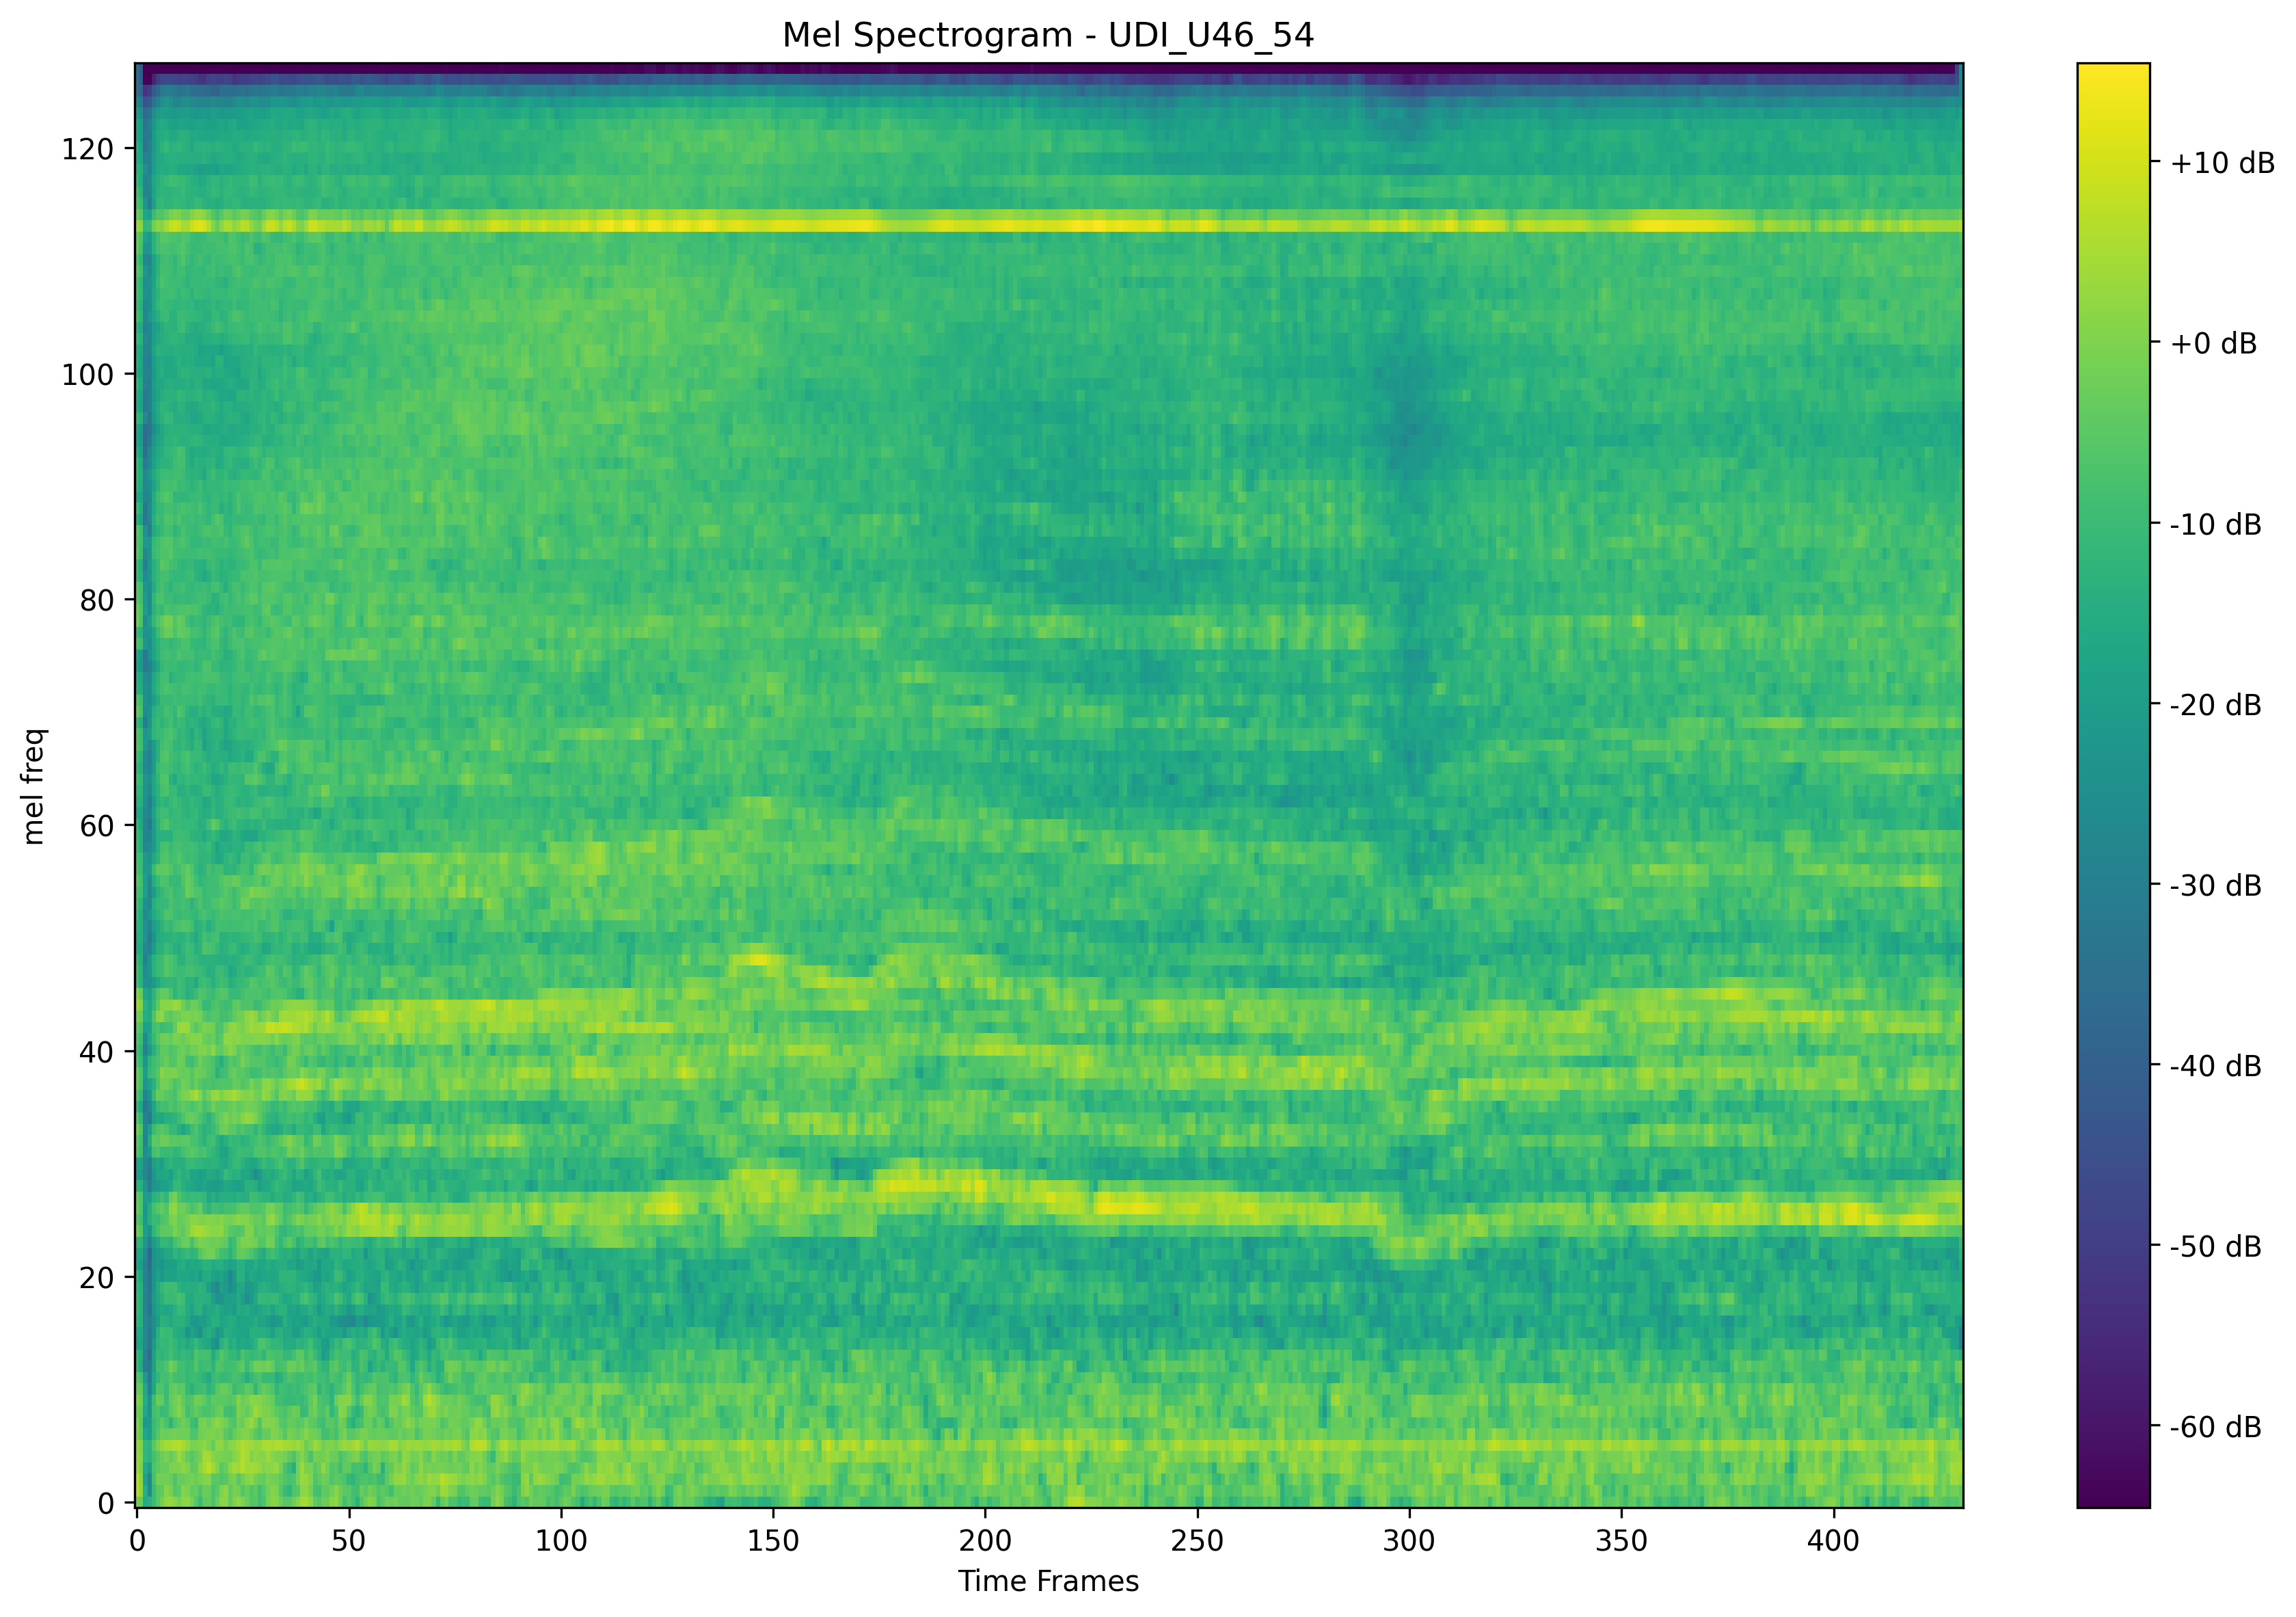 Mel Spectrogram - UDI_U46_54
mel freq
120
100
80
60
40
20
0
0 50 100 150 200 250 300 350 400
Time Frames
+10 dB
+0 dB
-10 dB
-20 dB
-30 dB
-40 dB
-50 dB
-60 dB